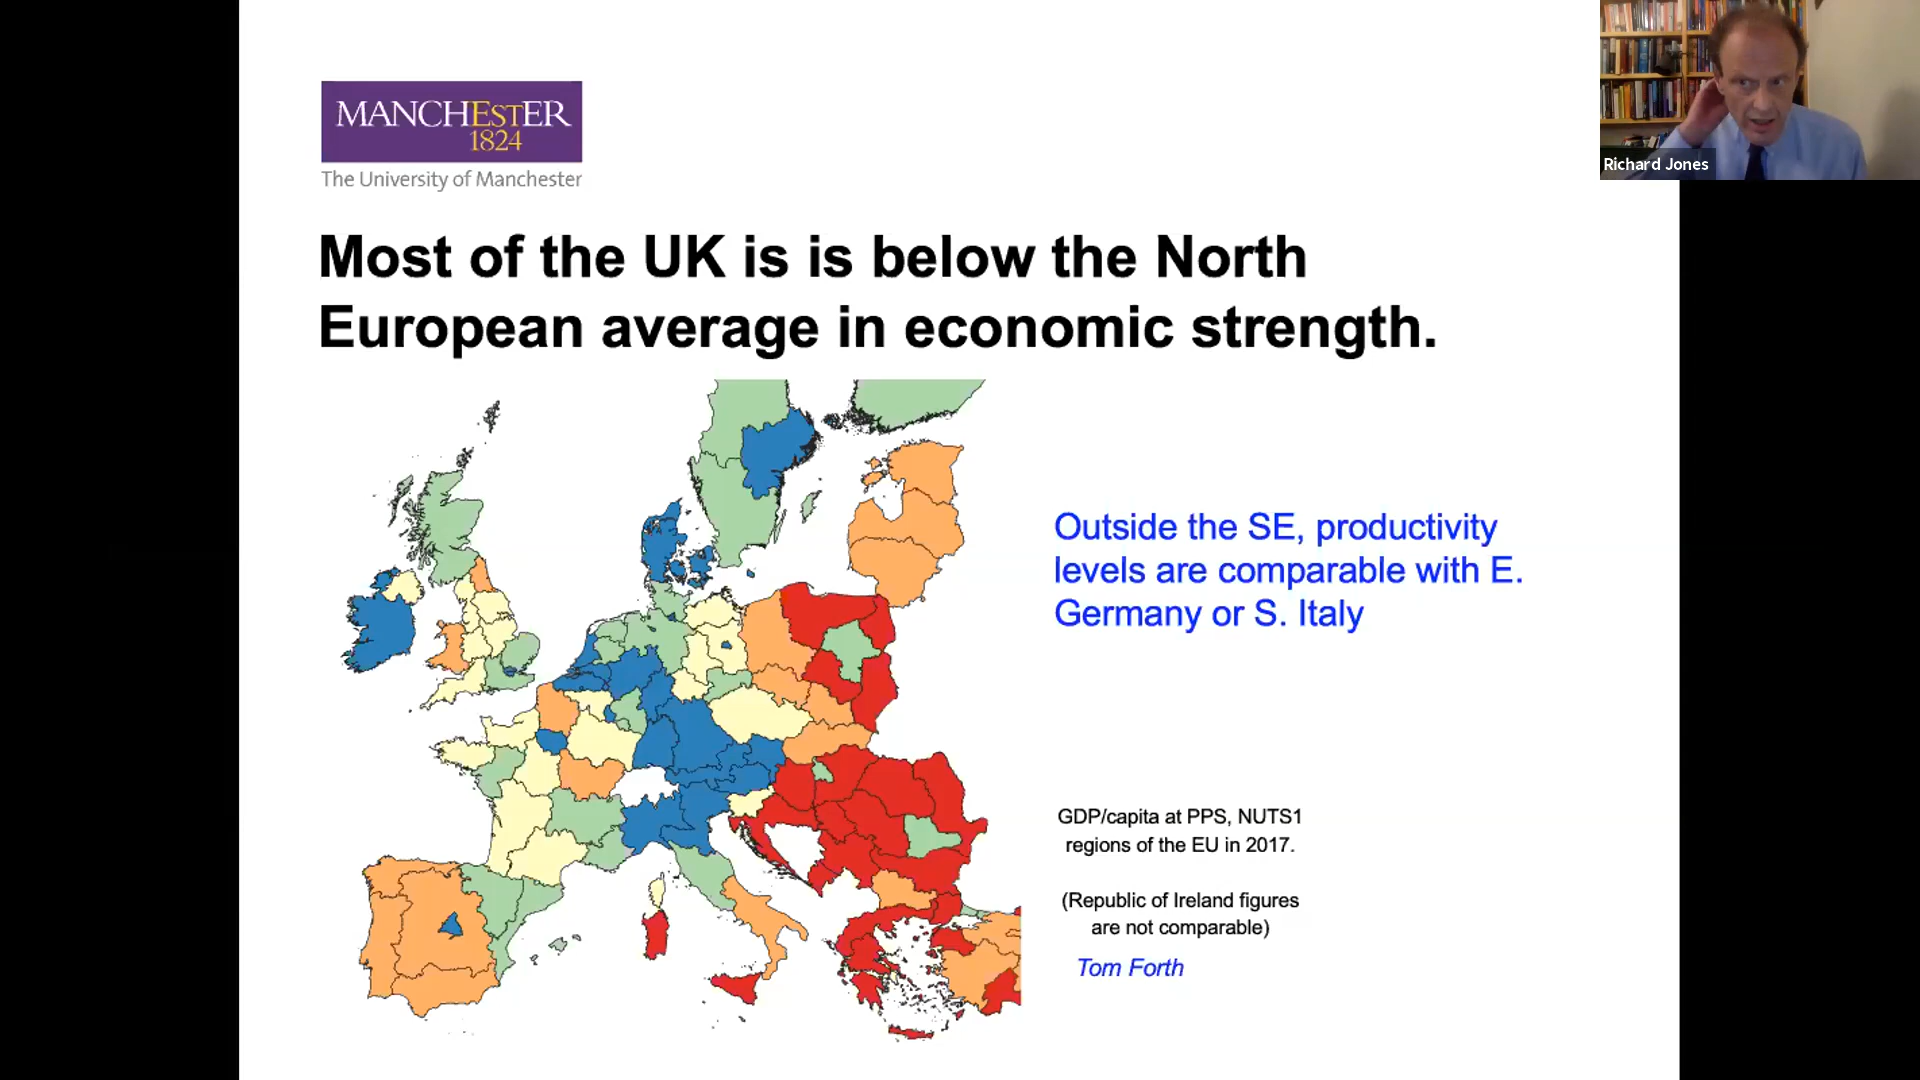 MANCHESTER
1824
The University of Manchester
Richard Jones
Most of the UK is is below the North
European average in economic strength.
Outside the SE, productivity
levels are comparable with E.
Germany or S. Italy
GDP/capita at PPS, NUTS1
regions of the EU in 2017.
(Republic of Ireland figures
are not comparable)
Tom Forth